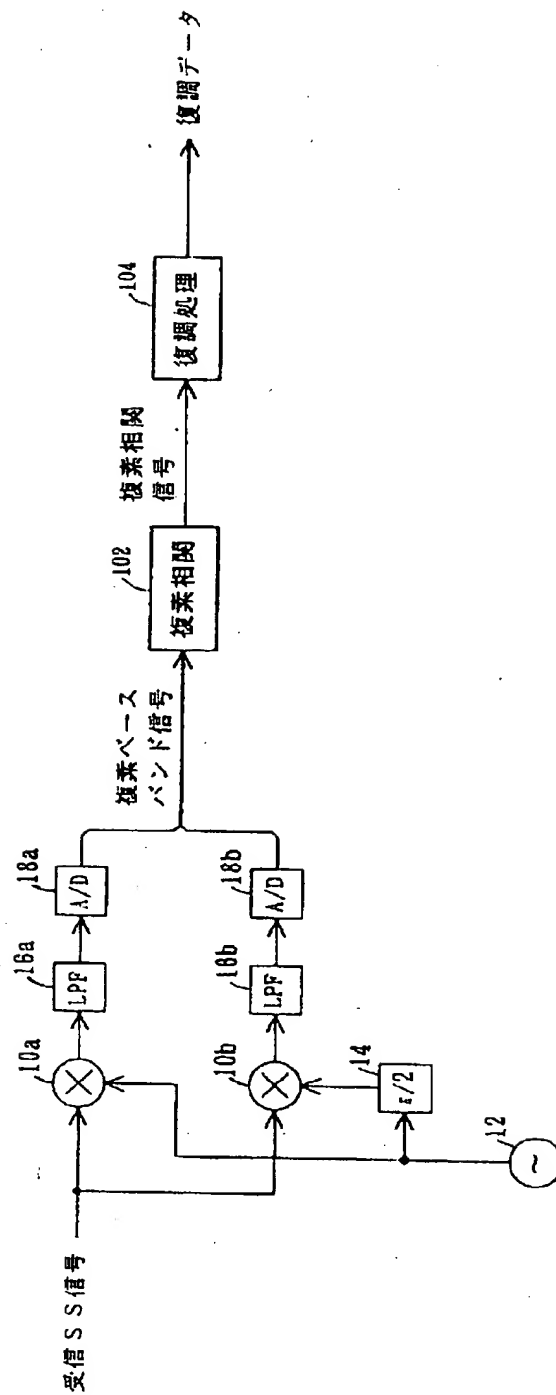 受信SS信号
10a
16a
LPF
18a
A/D
10b
16b
LPF
18b
A/D
14
π/2
12
~
複素ベース
バンド信号
102
複素相関
複素相関
信号
104
復調処理
復調データ